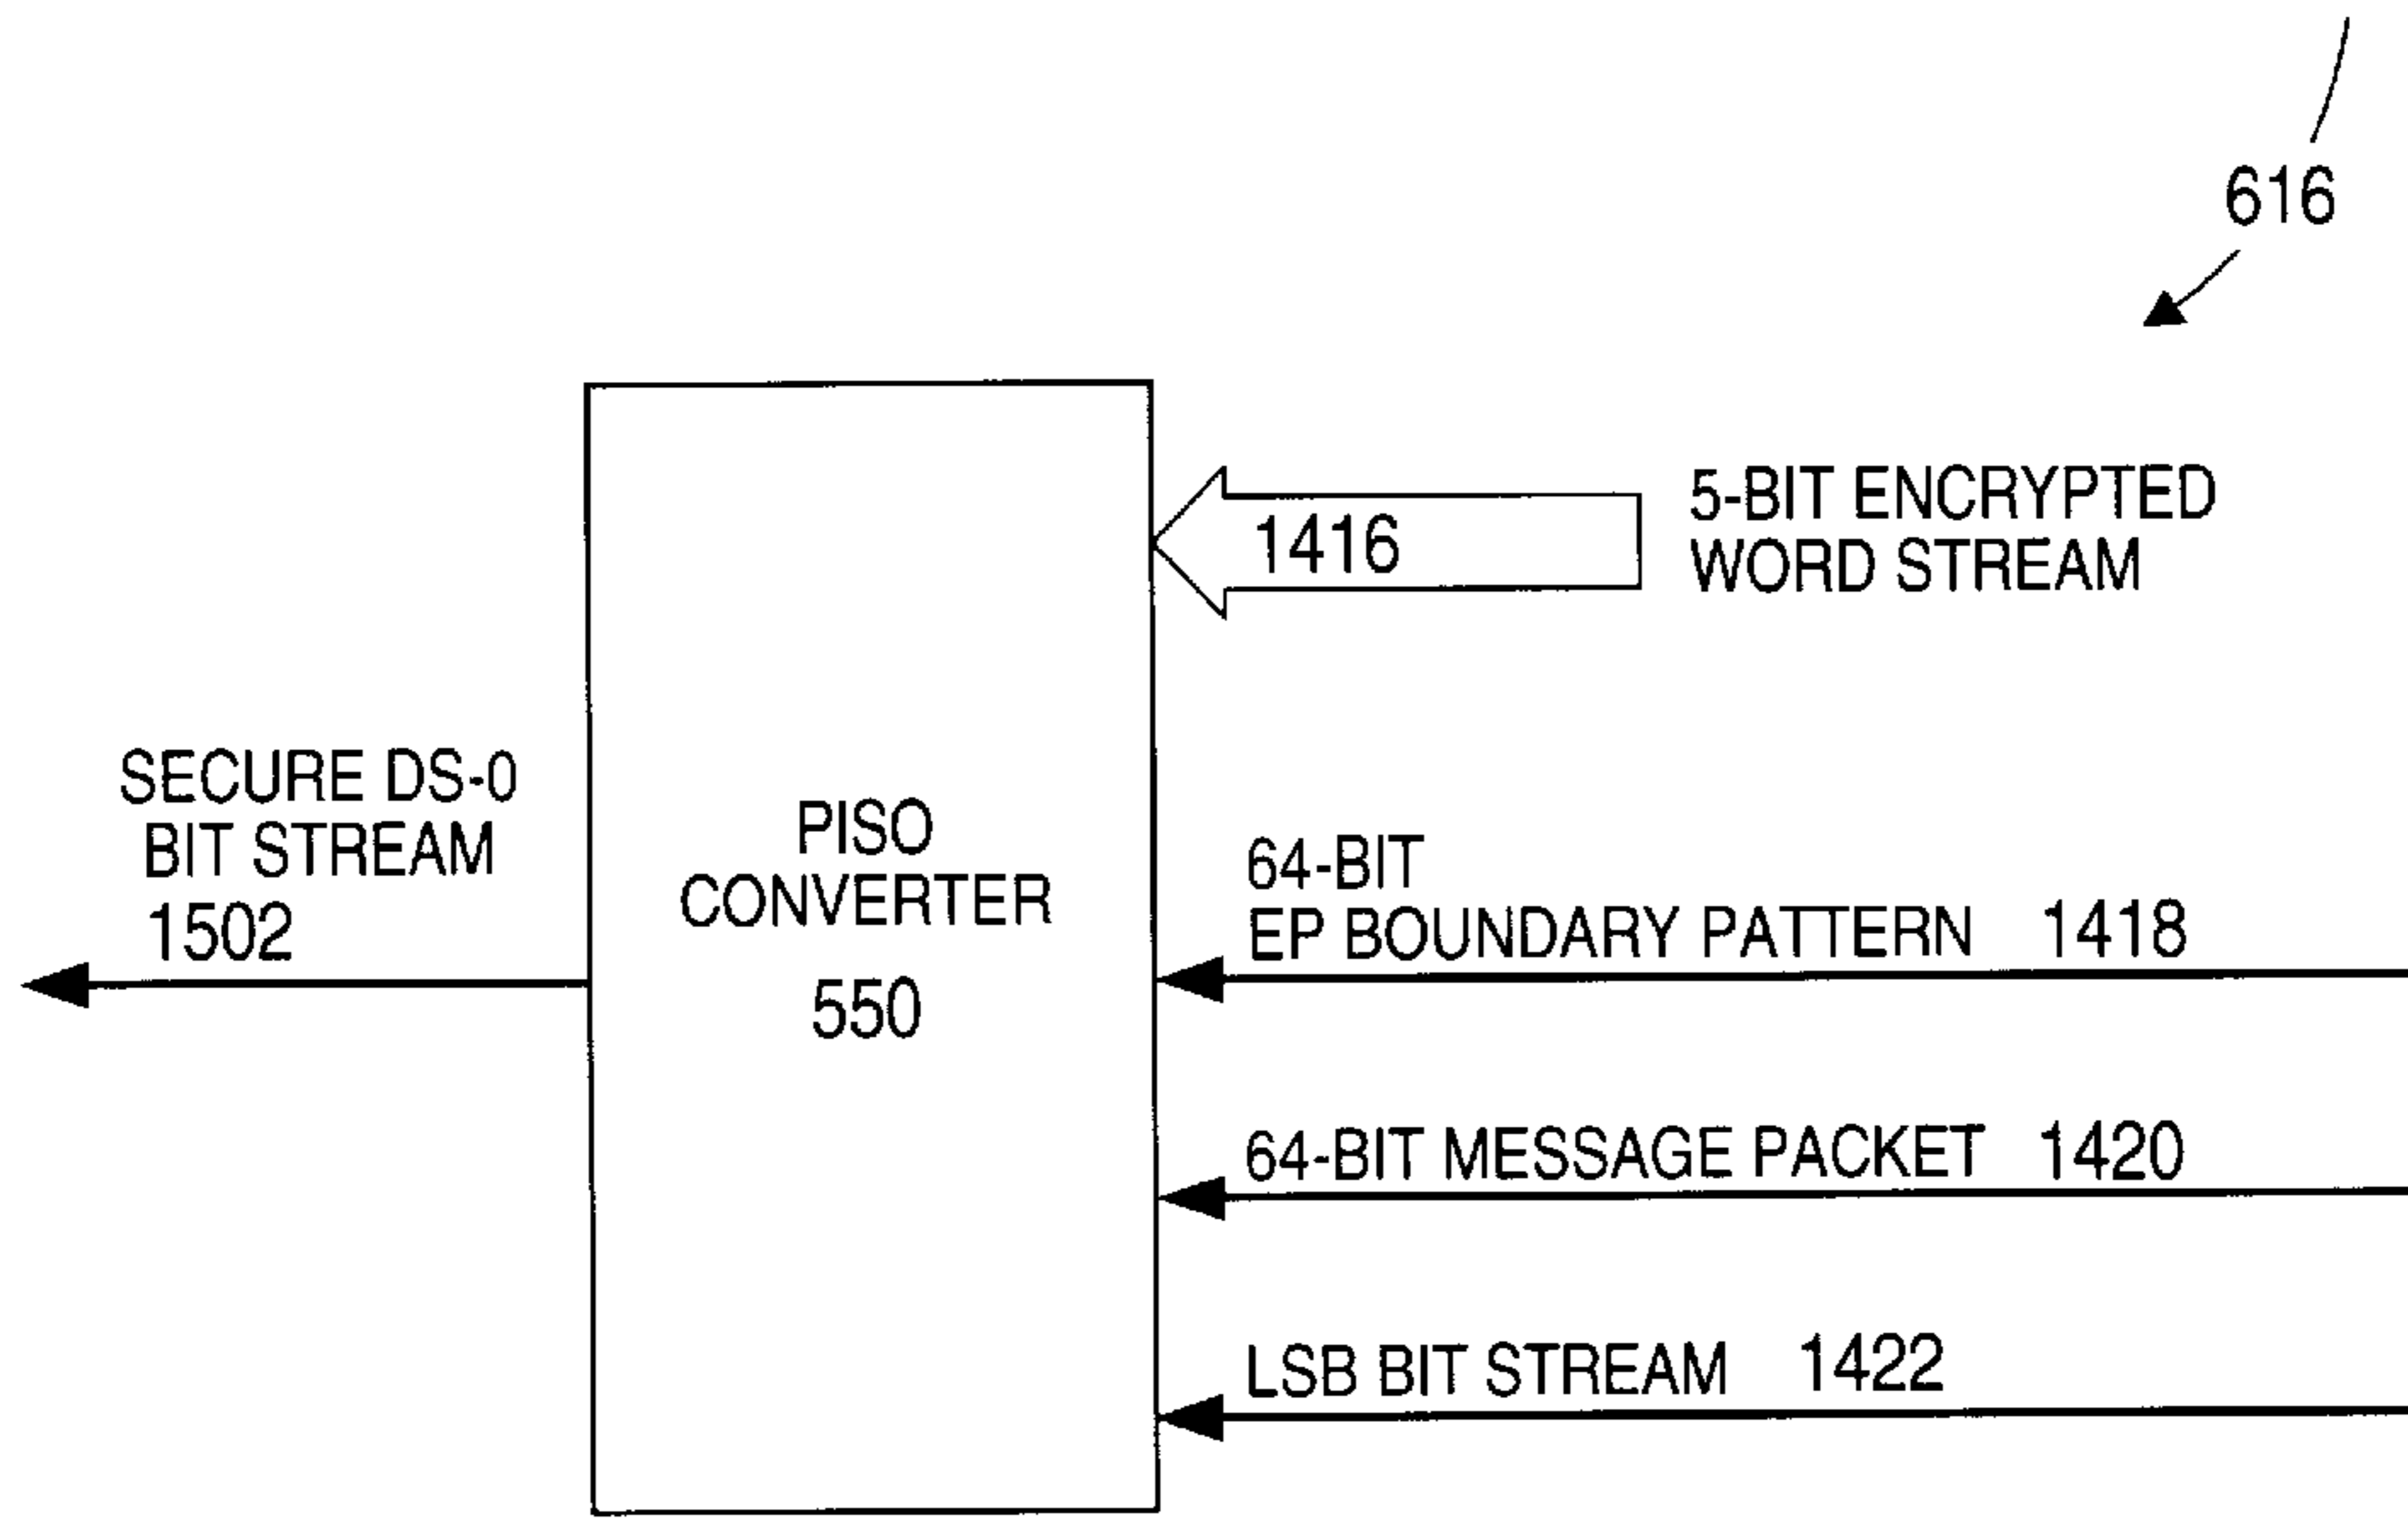 616
5-BIT ENCRYPTED
WORD STREAM
1416
SECURE DS-0
BIT STREAM
1502
PISO
CONVERTER
550
64-BIT
EP BOUNDARY PATTERN 1418
64-BIT MESSAGE PACKET 1420
LSB BIT STREAM 1422